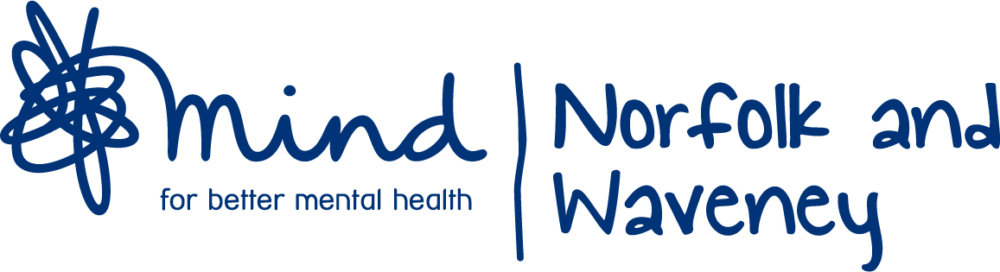 mind
for better mental health
Norfolk and
Waveney